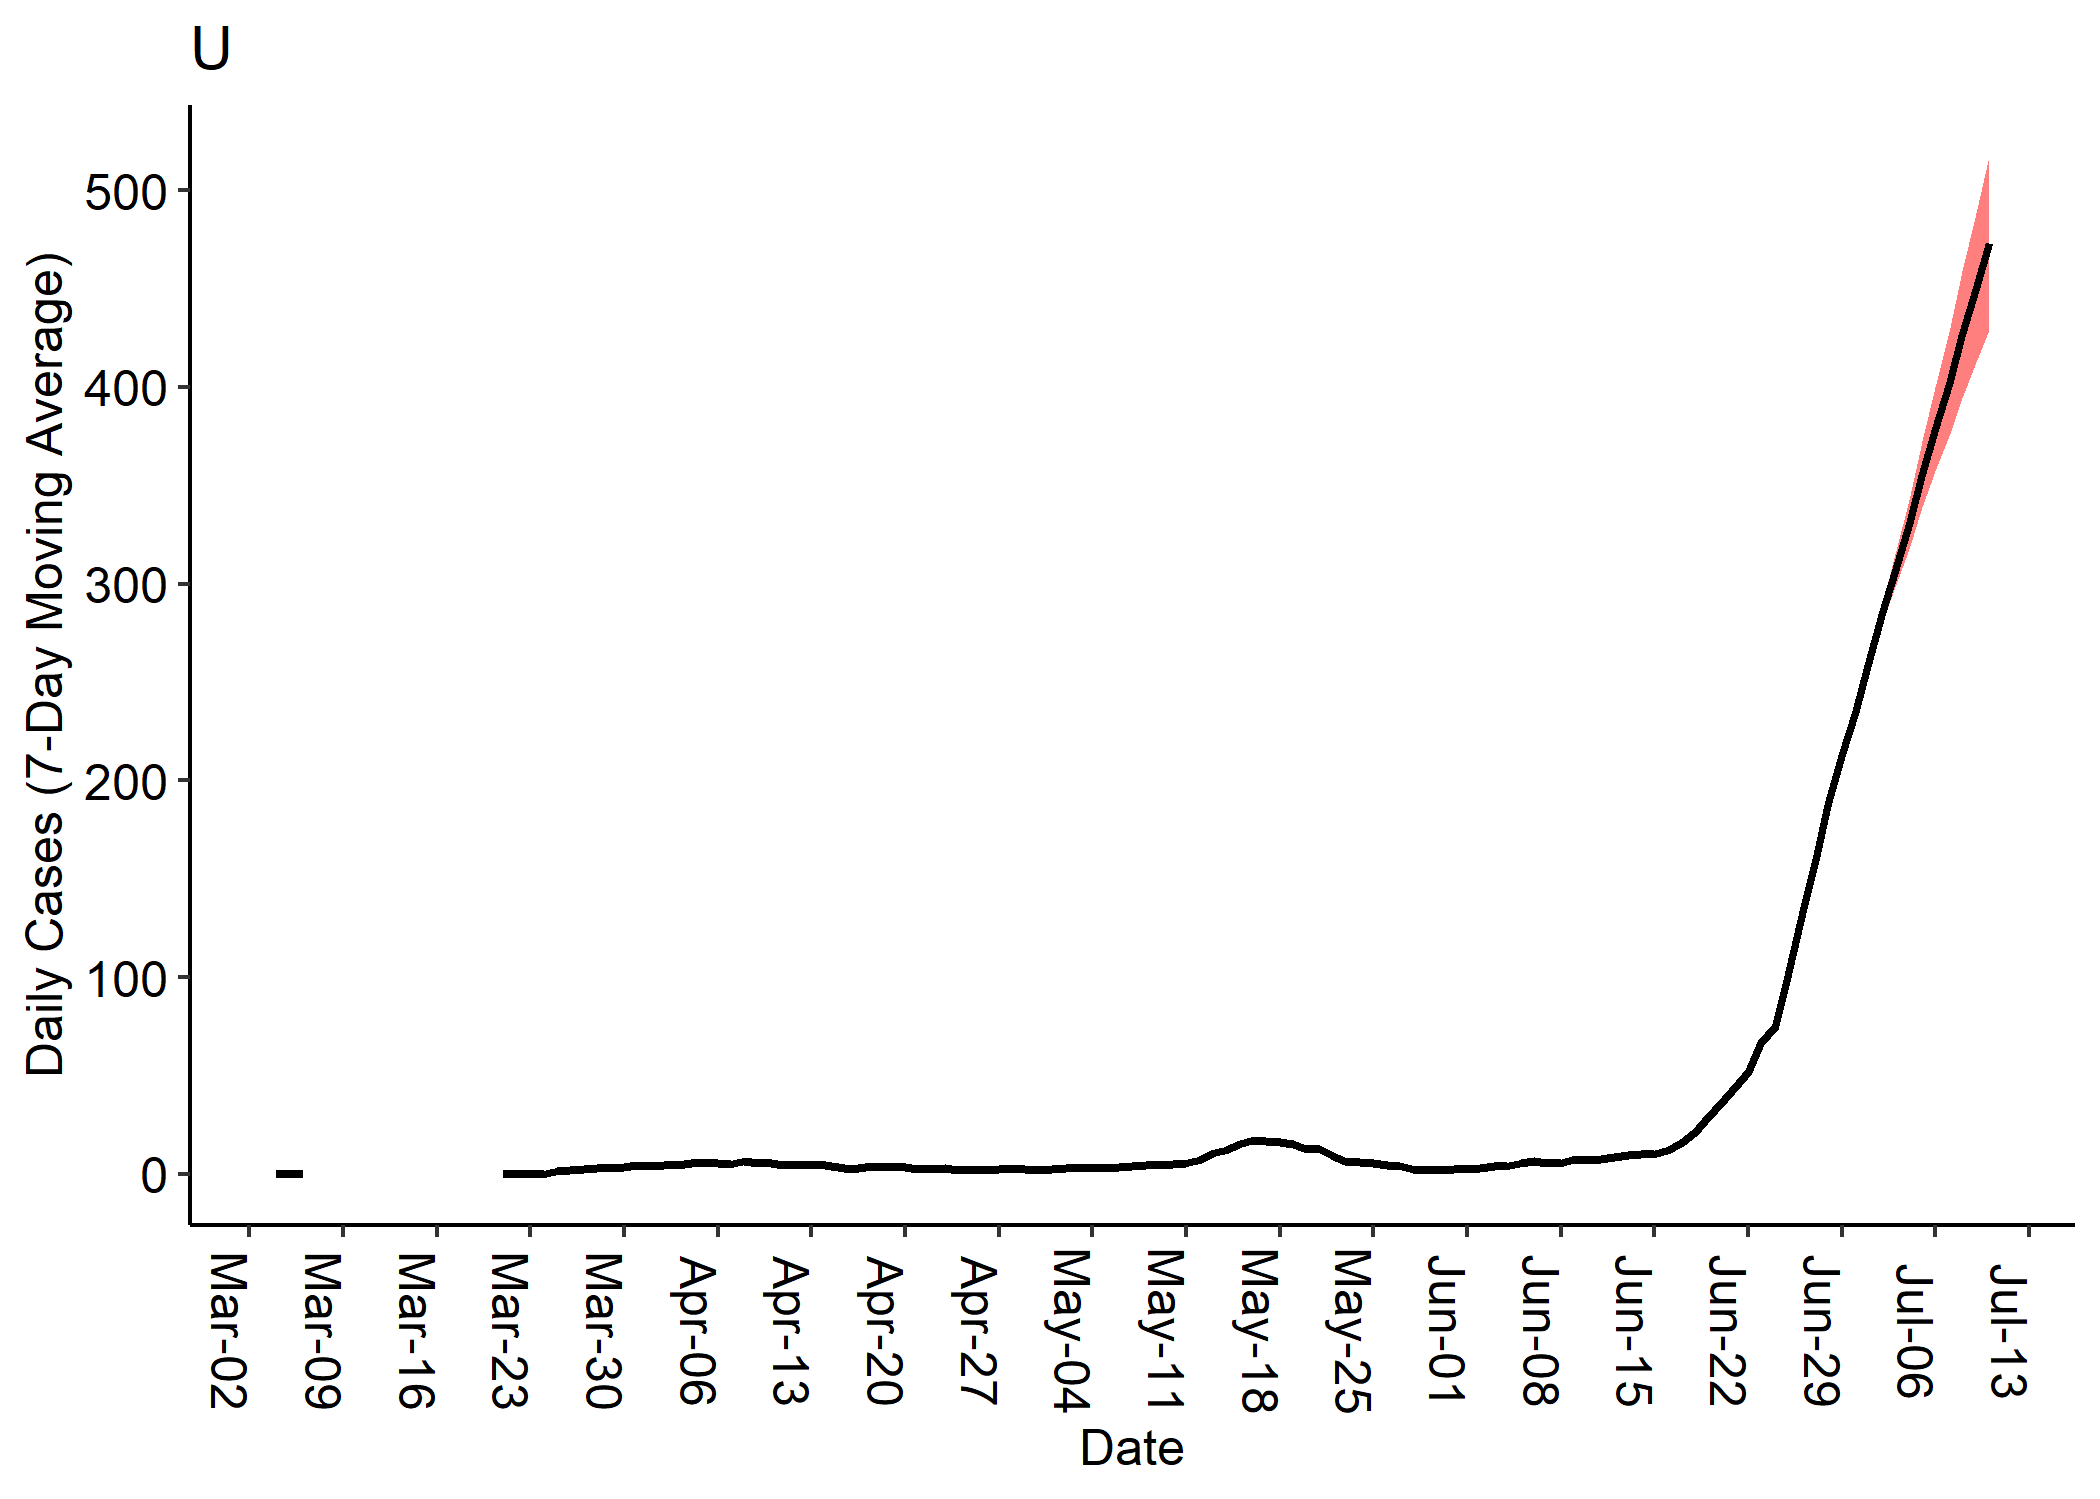 U
Daily Cases (7-Day Moving Average)
500
400
300
200
100
0
Mar-02
Mar-09
Mar-16
Mar-23
Mar-30
Apr-06
Apr-13
Apr-20
Apr-27
May-04
May-11
May-18
May-25
Jun-01
Jun-08
Jun-15
Jun-22
Jun-29
Jul-06
Jul-13
Date